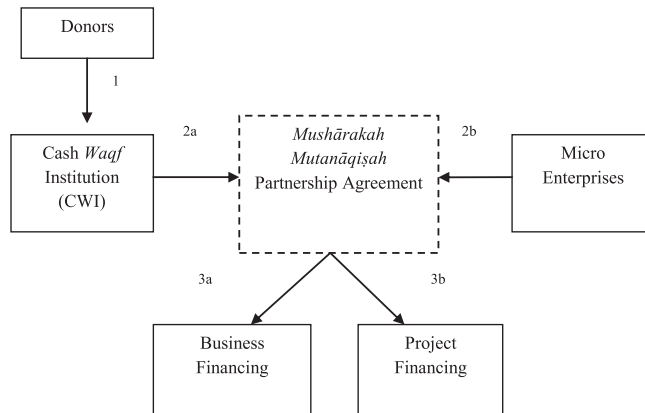 Donors
1
2a
2b
Cash Waqf
Institution
(CWI)
Mushārakah
Mutanāqiṣah
Partnership Agreement
Micro
Enterprises
3a
3b
Business
Financing
Project
Financing